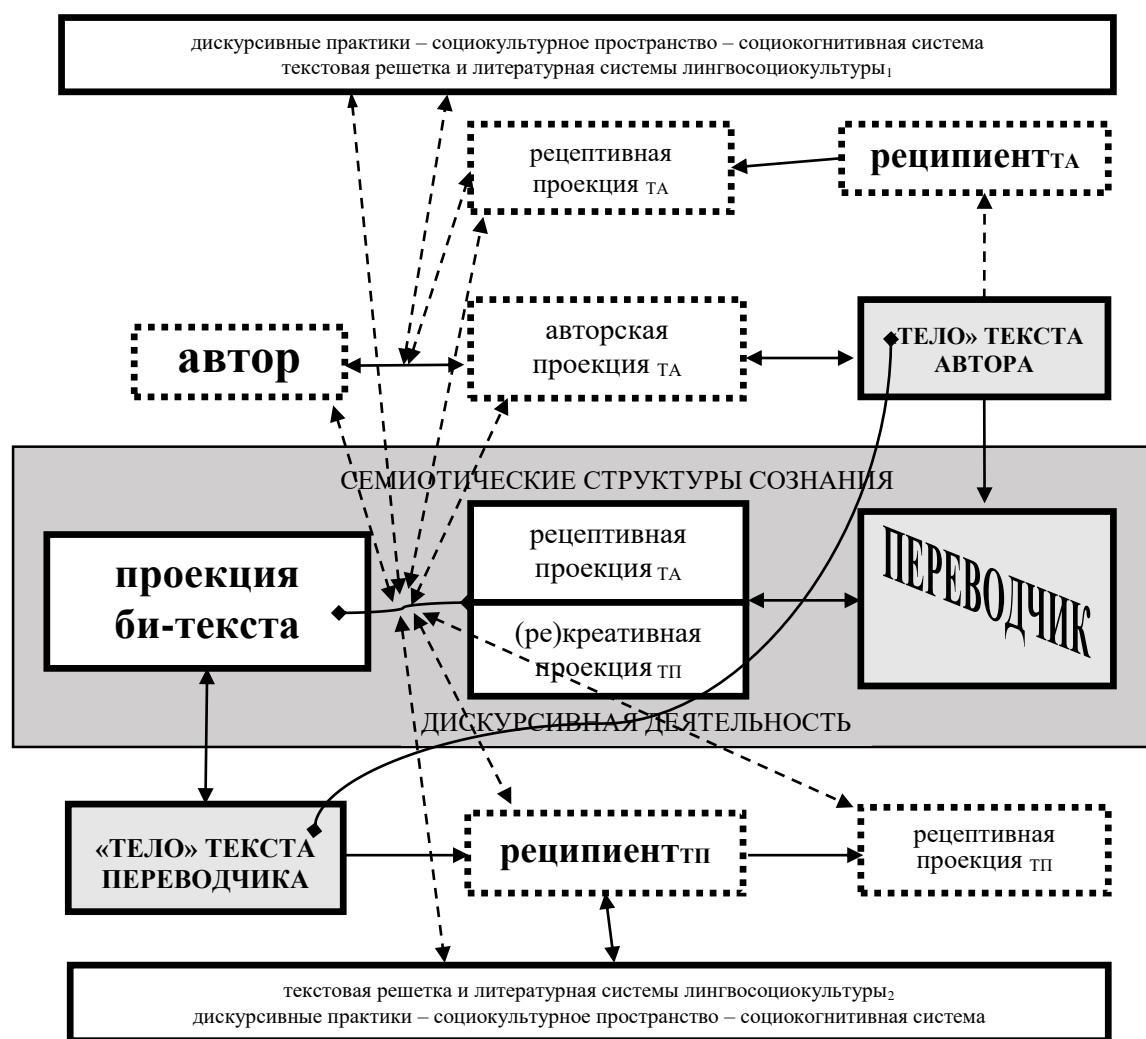 дискурсивные практики – социокультурное пространство – социокогнитивная система
текстовая решетка и литературная системы лингвосоциокультуры₁
рецептивная
проекция ТА
реципиентТА
автор
авторская
проекция ТА
«ТЕЛО» ТЕКСТА
АВТОРА
СЕМИОТИЧЕСКИЕ СТРУКТУРЫ СОЗНАНИЯ
проекция
би-текста
рецептивная
проекция ТА
(ре)креативная
проекция ТП
ПЕРЕВОДЧИК
ДИСКУРСИВНАЯ ДЕЯТЕЛЬНОСТЬ
«ТЕЛО» ТЕКСТА
ПЕРЕВОДЧИКА
реципиентТП
рецептивная
проекция ТП
текстовая решетка и литературная системы лингвосоциокультуры₂
дискурсивные практики – социокультурное пространство – социокогнитивная система